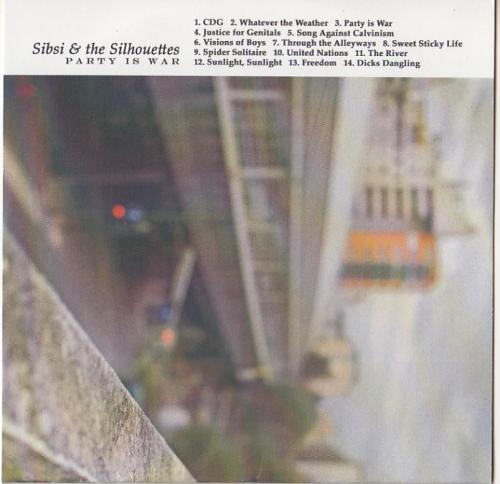 1. CDG 2. Whatever the Weather 3. Party is War
4. Justice for Genitals 5. Song Against Calvinism
6. Visions of Boys 7. Through the Alleyways 8. Sweet Sticky Life
9. Spider Solitaire 10. United Nations 11. The River
12. Sunlight, Sunlight 13. Freedom 14. Dicks Dangling
Sibsi & the Silhouettes
PARTY IS WAR